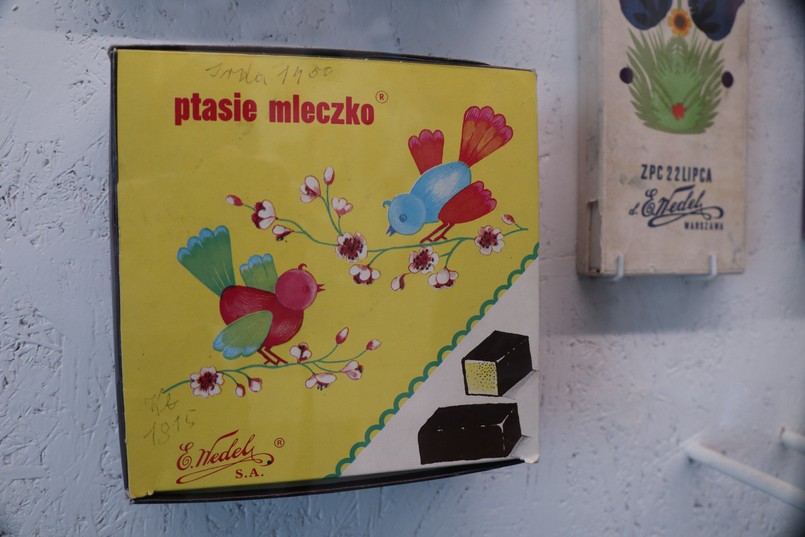 ptasie mleczko®
E. Wedel ®
S.A.
ZPC 22 LIPCA
d. E. Wedel
WARSZAWA